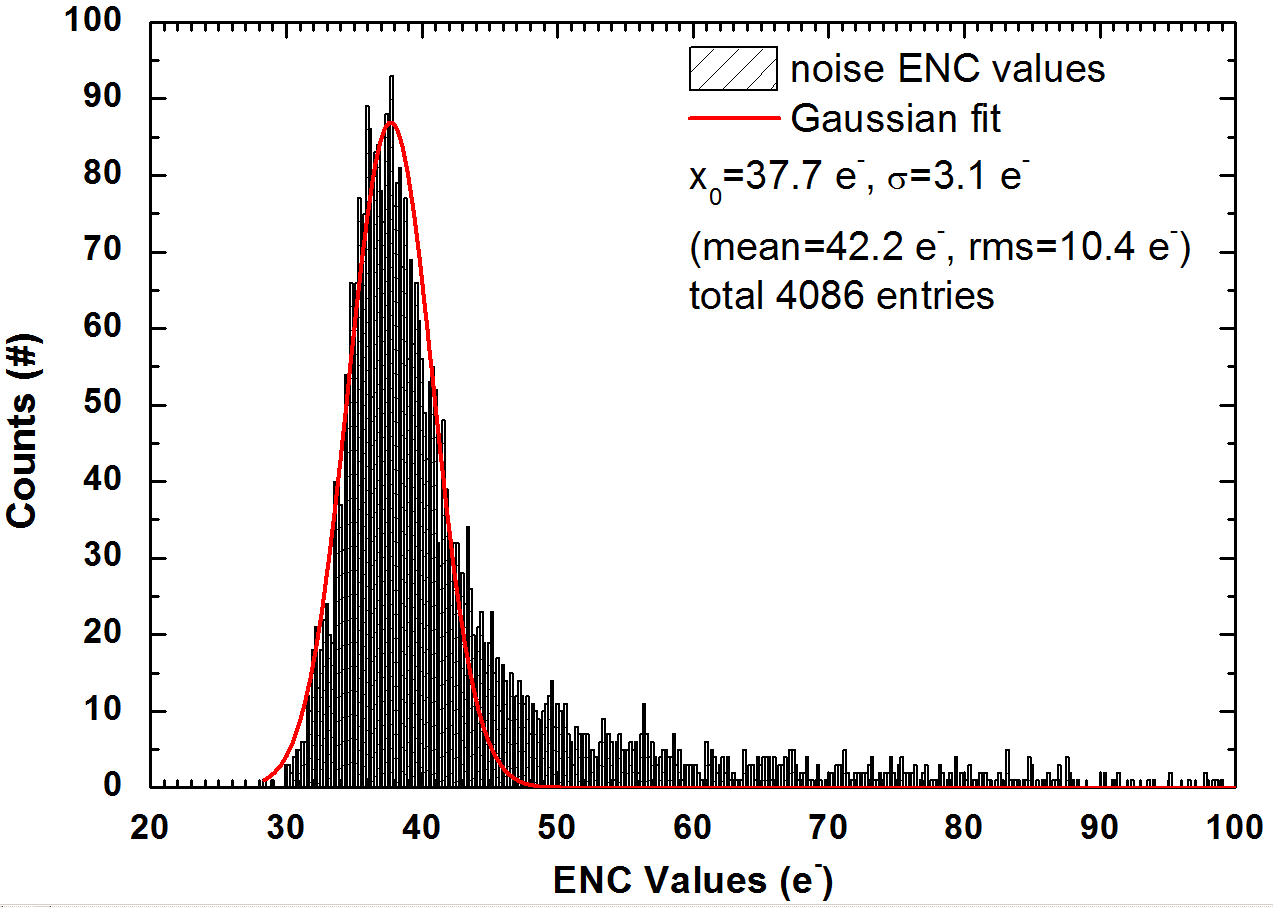 100
90
80
70
60
50
40
30
20
10
0
Counts (#)
noise ENC values
Gaussian fit
x₀=37.7 e⁻, σ=3.1 e⁻
(mean=42.2 e⁻, rms=10.4 e⁻)
total 4086 entries
20 30 40 50 60 70 80 90 100
ENC Values (e⁻)